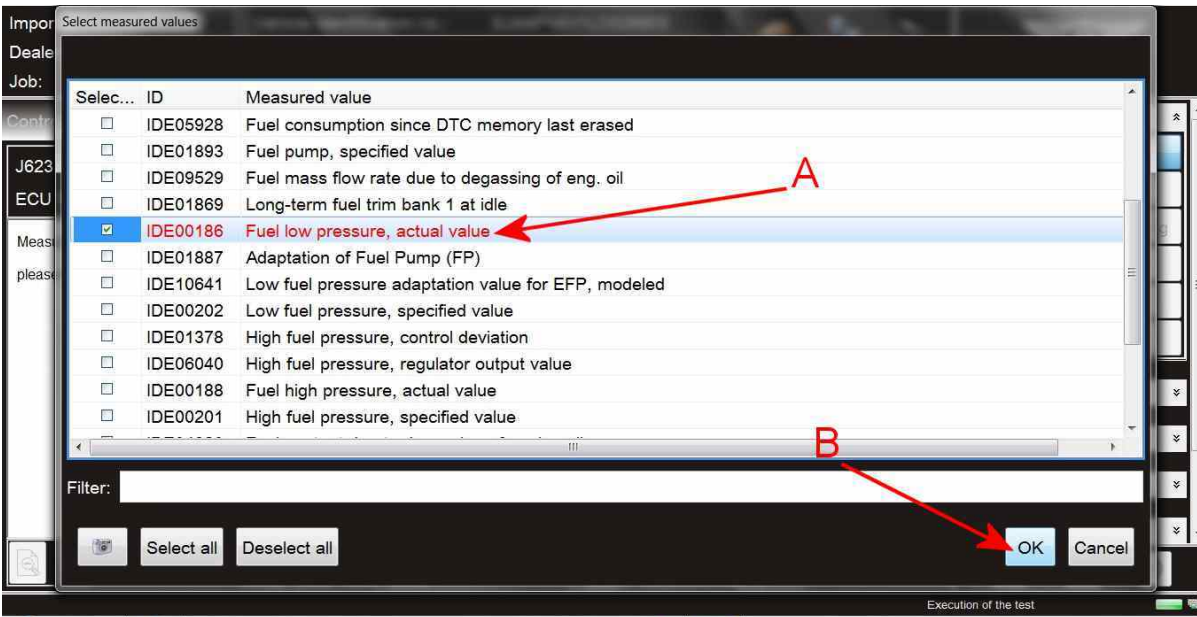 Impor
Select measured values
Deale
Job:
Selec... ID Measured value
Contr
IDE05928 Fuel consumption since DTC memory last erased
IDE01893 Fuel pump, specified value
J623
IDE09529 Fuel mass flow rate due to degassing of eng. oil
A
ECU
IDE01869 Long-term fuel trim bank 1 at idle
IDE00186 Fuel low pressure, actual value
Measu
IDE01887 Adaptation of Fuel Pump (FP)
please
IDE10641 Low fuel pressure adaptation value for EFP, modeled
IDE00202 Low fuel pressure, specified value
IDE01378 High fuel pressure, control deviation
IDE06040 High fuel pressure, regulator output value
IDE00188 Fuel high pressure, actual value
IDE00201 High fuel pressure, specified value
B
Filter:
Select all Deselect all OK Cancel
Execution of the test